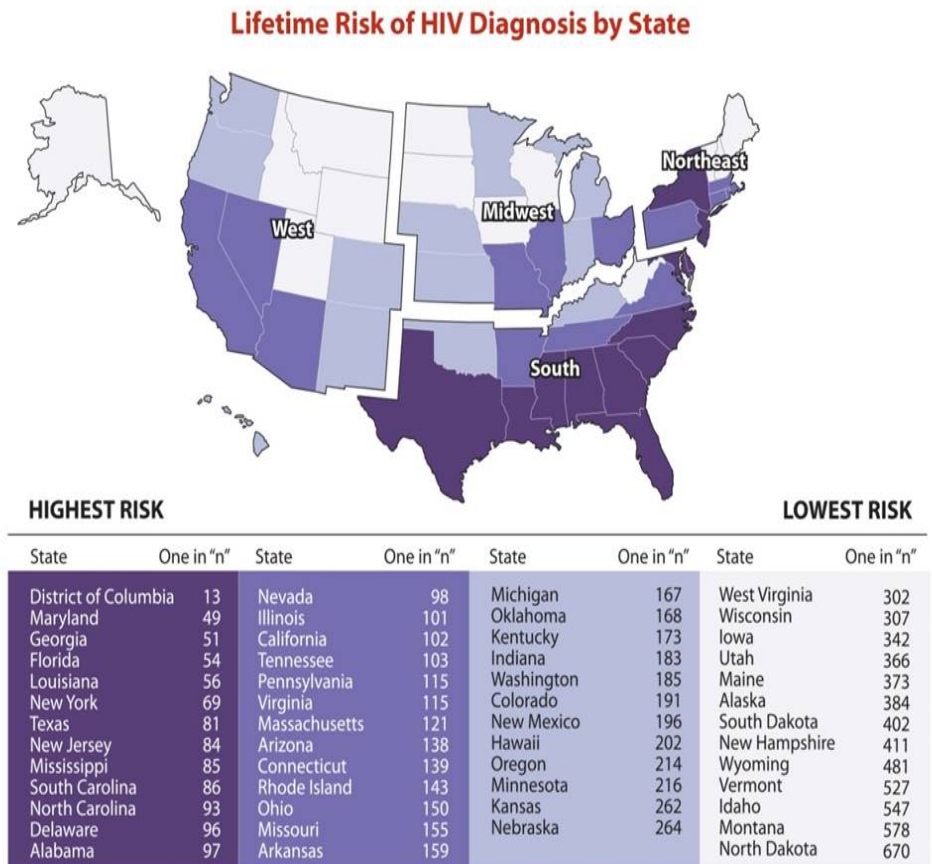 Lifetime Risk of HIV Diagnosis by State
Northeast
Midwest
West
South
HIGHEST RISK LOWEST RISK
State One in "n" State One in "n" State One in "n" State One in "n"
District of Columbia 13 Nevada 98 Michigan 167 West Virginia 302
Maryland 49 Illinois 101 Oklahoma 168 Wisconsin 307
Georgia 51 California 102 Kentucky 173 Iowa 342
Florida 54 Tennessee 103 Indiana 183 Utah 366
Louisiana 56 Pennsylvania 115 Washington 185 Maine 373
New York 69 Virginia 115 Colorado 191 Alaska 384
Texas 81 Massachusetts 121 New Mexico 196 South Dakota 402
New Jersey 84 Arizona 138 Hawaii 202 New Hampshire 411
Mississippi 85 Connecticut 139 Oregon 214 Wyoming 481
South Carolina 86 Rhode Island 143 Minnesota 216 Vermont 527
North Carolina 93 Ohio 150 Kansas 262 Idaho 547
Delaware 96 Missouri 155 Nebraska 264 Montana 578
Alabama 97 Arkansas 159 North Dakota 670